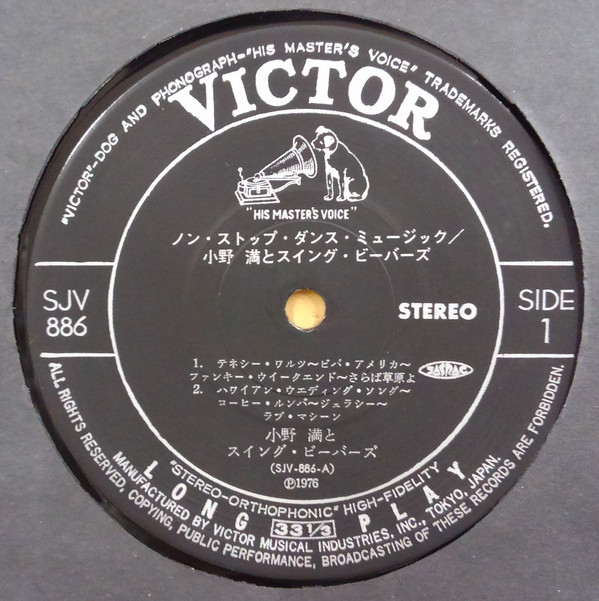 "VICTOR"-DOG AND PHONOGRAPH-"HIS MASTER'S VOICE" TRADEMARKS REGISTERED.
VICTOR
"HIS MASTER'S VOICE"
ノン・ストップ・ダンス・ミュージック/
小野 満とスイング・ビーバーズ
SJV
886
STEREO
SIDE
1
1. テネシー・ワルツ~ビバ・アメリカ~
ファンキー・ウイークエンド~さらば草原よ
2. ハワイアン・ウエディング・ソング~
コーヒー・ルンバ~ジェラシー~
ラブ・マシーン
JASRAC
小野 満と
スイング・ビーバーズ
(SJV-886-A)
Ⓟ1976
"STEREO-ORTHOPHONIC" HIGH-FIDELITY
LONG 33 1/3 PLAY
MANUFACTURED BY VICTOR MUSICAL INDUSTRIES, INC., TOKYO, JAPAN.
ALL RIGHTS RESERVED, COPYING, PUBLIC PERFORMANCE, BROADCASTING OF THESE RECORDS ARE FORBIDDEN.